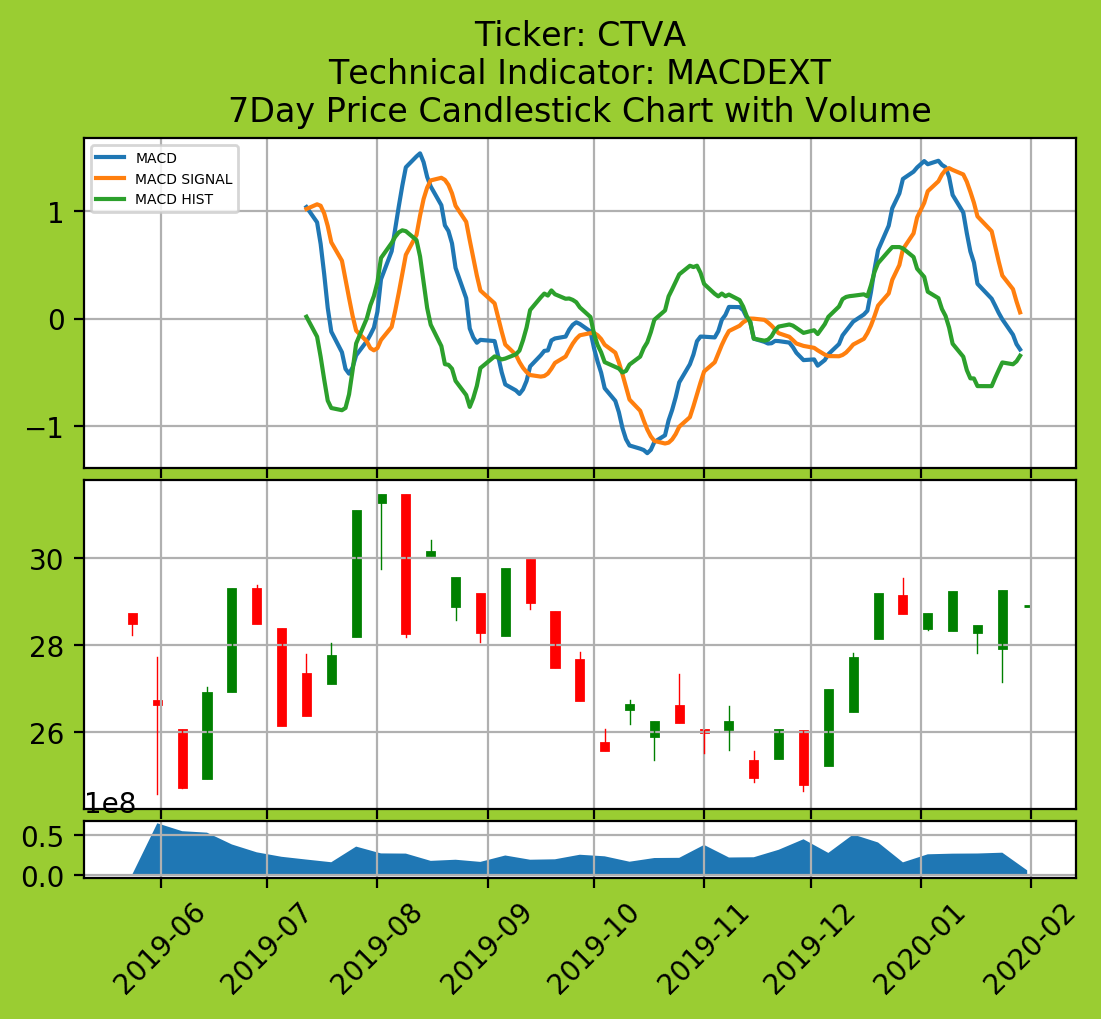 Ticker: CTVA
Technical Indicator: MACDEXT
7Day Price Candlestick Chart with Volume
MACD
MACD SIGNAL
MACD HIST
1
0
−1
30
28
26
1e8
0.5
0.0
2019-06
2019-07
2019-08
2019-09
2019-10
2019-11
2019-12
2020-01
2020-02